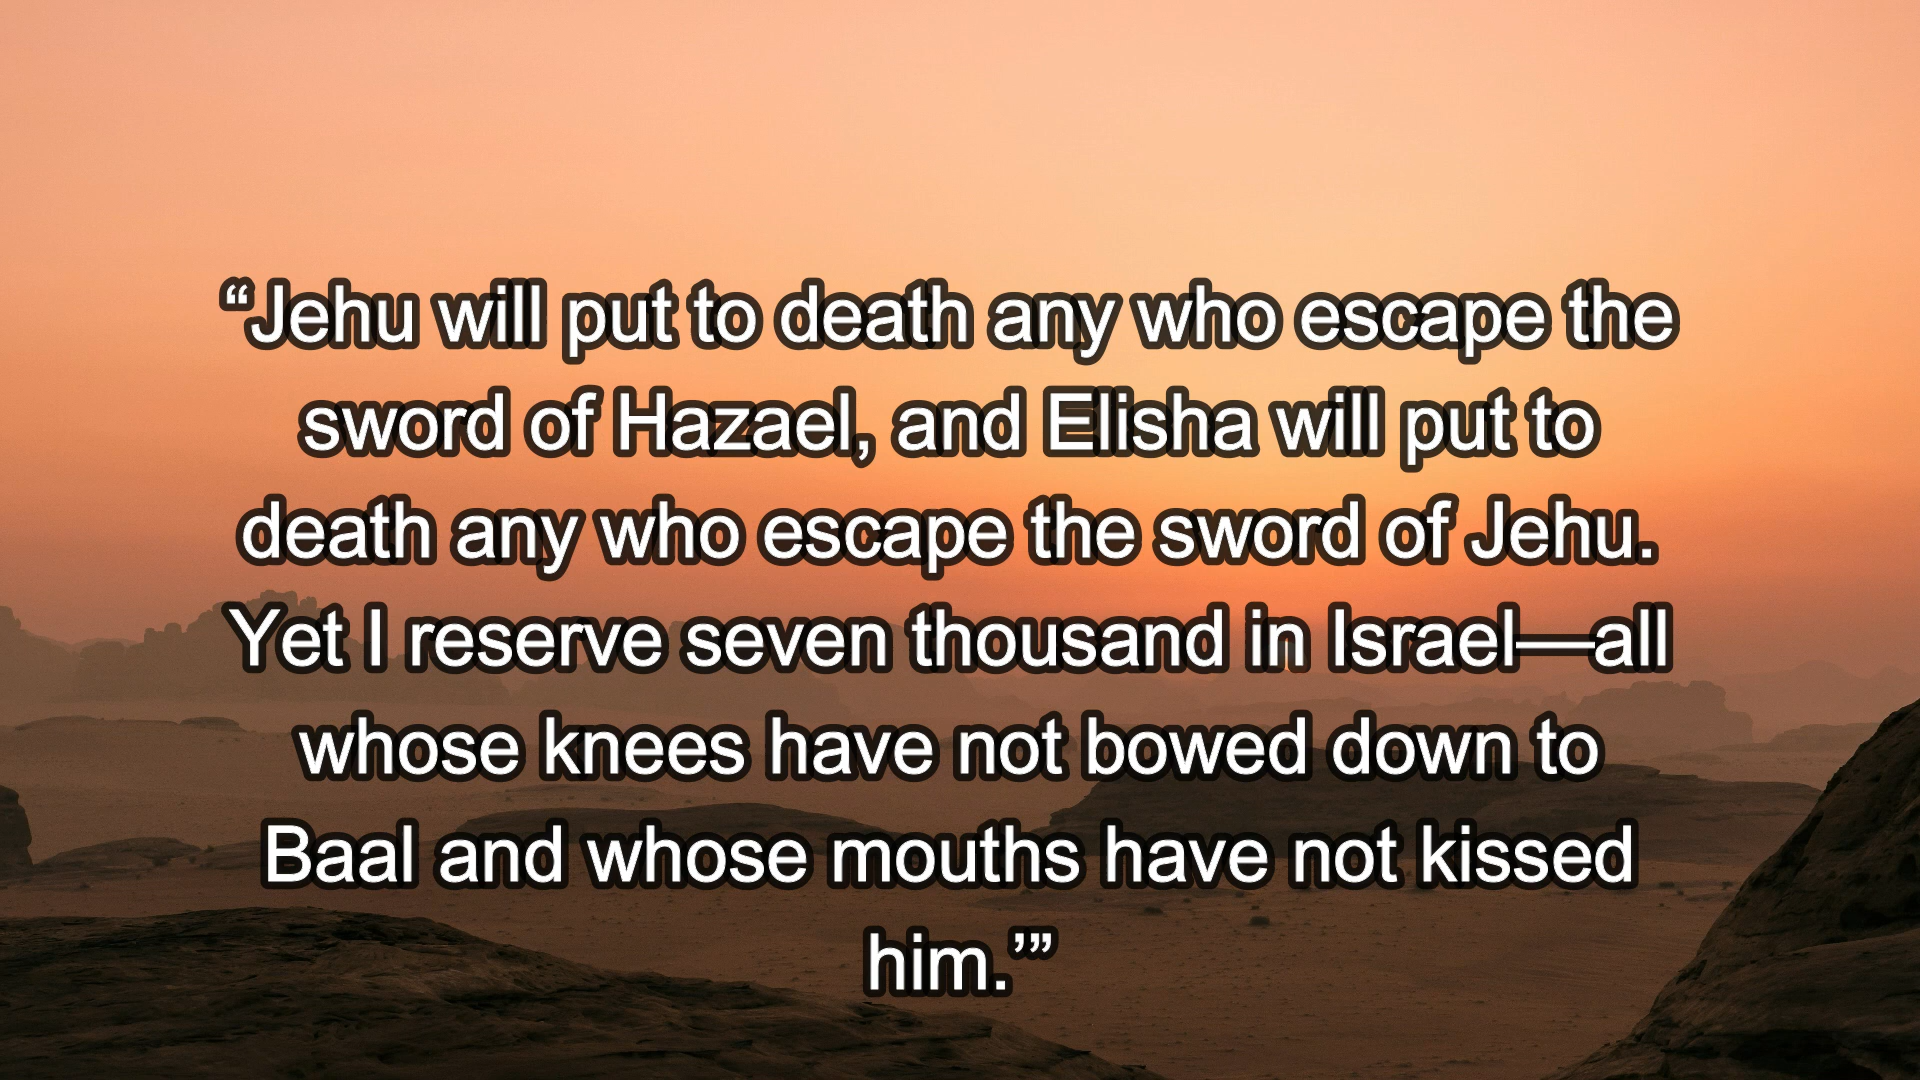 “Jehu will put to death any who escape the
sword of Hazael, and Elisha will put to
death any who escape the sword of Jehu.
Yet I reserve seven thousand in Israel—all
whose knees have not bowed down to
Baal and whose mouths have not kissed
him.’”